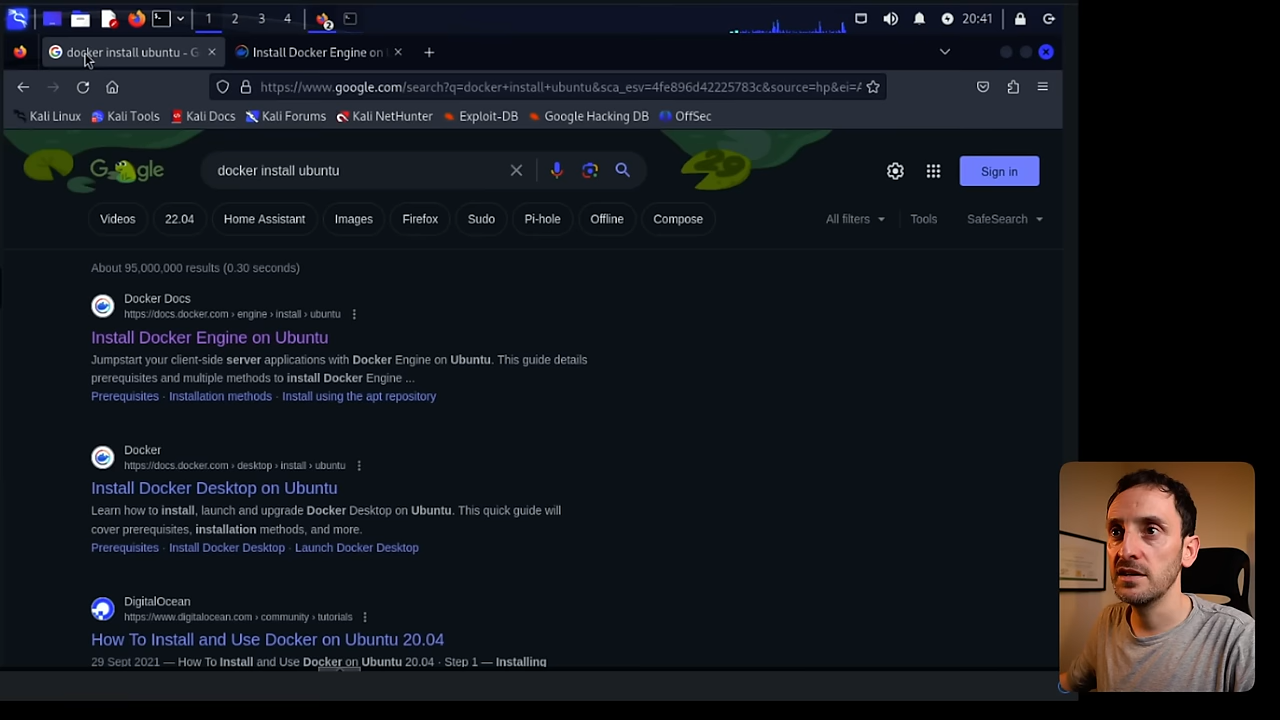 1
2
3
4
2
20:41
docker install ubuntu - G
Install Docker Engine on
https://www.google.com/search?q=docker+install+ubuntu&sca_esv=4fe896d42225783c&source=hp&ei=A
Kali Linux
Kali Tools
Kali Docs
Kali Forums
Kali NetHunter
Exploit-DB
Google Hacking DB
OffSec
Google
docker install ubuntu
29
Sign in
Videos
22.04
Home Assistant
Images
Firefox
Sudo
Pi-hole
Offline
Compose
All filters
Tools
SafeSearch
About 95,000,000 results (0.30 seconds)
Docker Docs
https://docs.docker.com › engine › install › ubuntu
Install Docker Engine on Ubuntu
Jumpstart your client-side server applications with Docker Engine on Ubuntu. This guide details
prerequisites and multiple methods to install Docker Engine ...
Prerequisites · Installation methods · Install using the apt repository
Docker
https://docs.docker.com › desktop › install › ubuntu
Install Docker Desktop on Ubuntu
Learn how to install, launch and upgrade Docker Desktop on Ubuntu. This quick guide will
cover prerequisites, installation methods, and more.
Prerequisites · Install Docker Desktop · Launch Docker Desktop
DigitalOcean
https://www.digitalocean.com › community › tutorials
How To Install and Use Docker on Ubuntu 20.04
29 Sept 2021 — How To Install and Use Docker on Ubuntu 20.04 · Step 1 — Installing